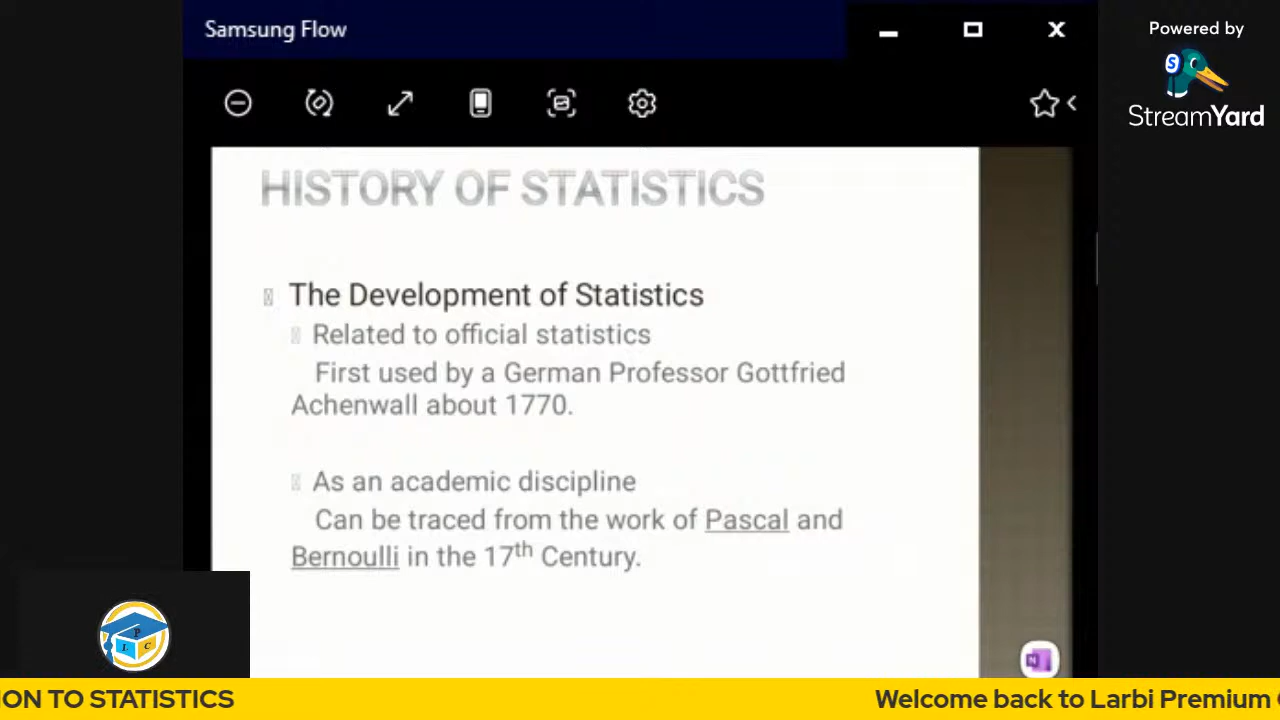 Samsung Flow
Powered by
StreamYard
HISTORY OF STATISTICS
The Development of Statistics
Related to official statistics
First used by a German Professor Gottfried
Achenwall about 1770.
As an academic discipline
Can be traced from the work of Pascal and
Bernoulli in the 17th Century.
P
L C
N
ION TO STATISTICS
Welcome back to Larbi Premium